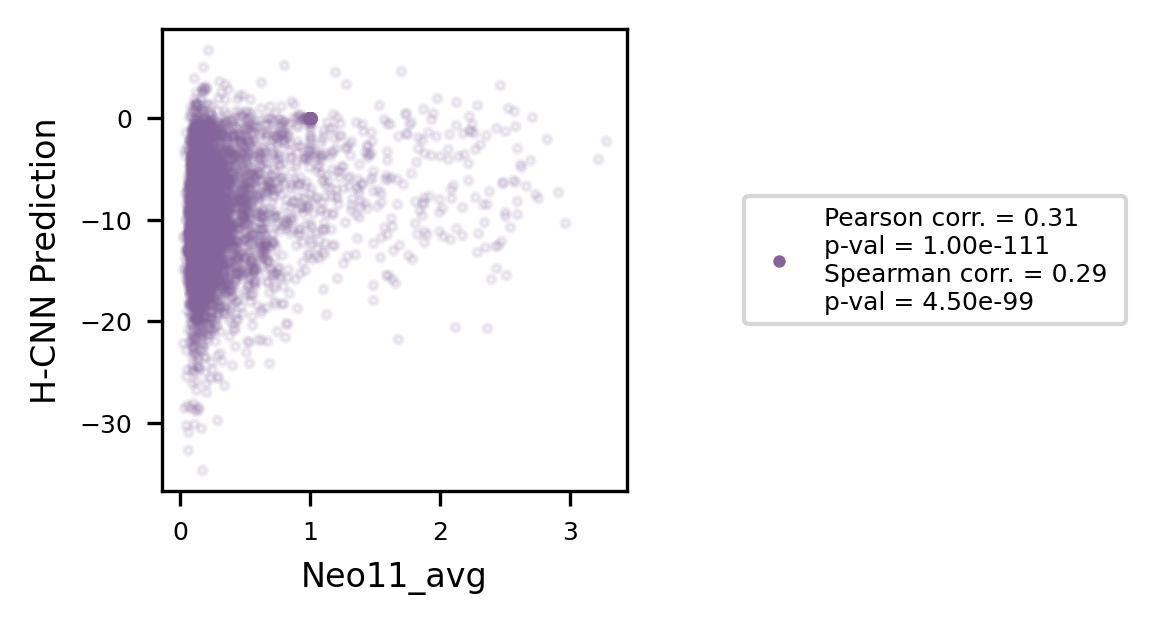 0
−10
−20
−30
H-CNN Prediction
0 1 2 3
Neo11_avg
Pearson corr. = 0.31
p-val = 1.00e-111
Spearman corr. = 0.29
p-val = 4.50e-99